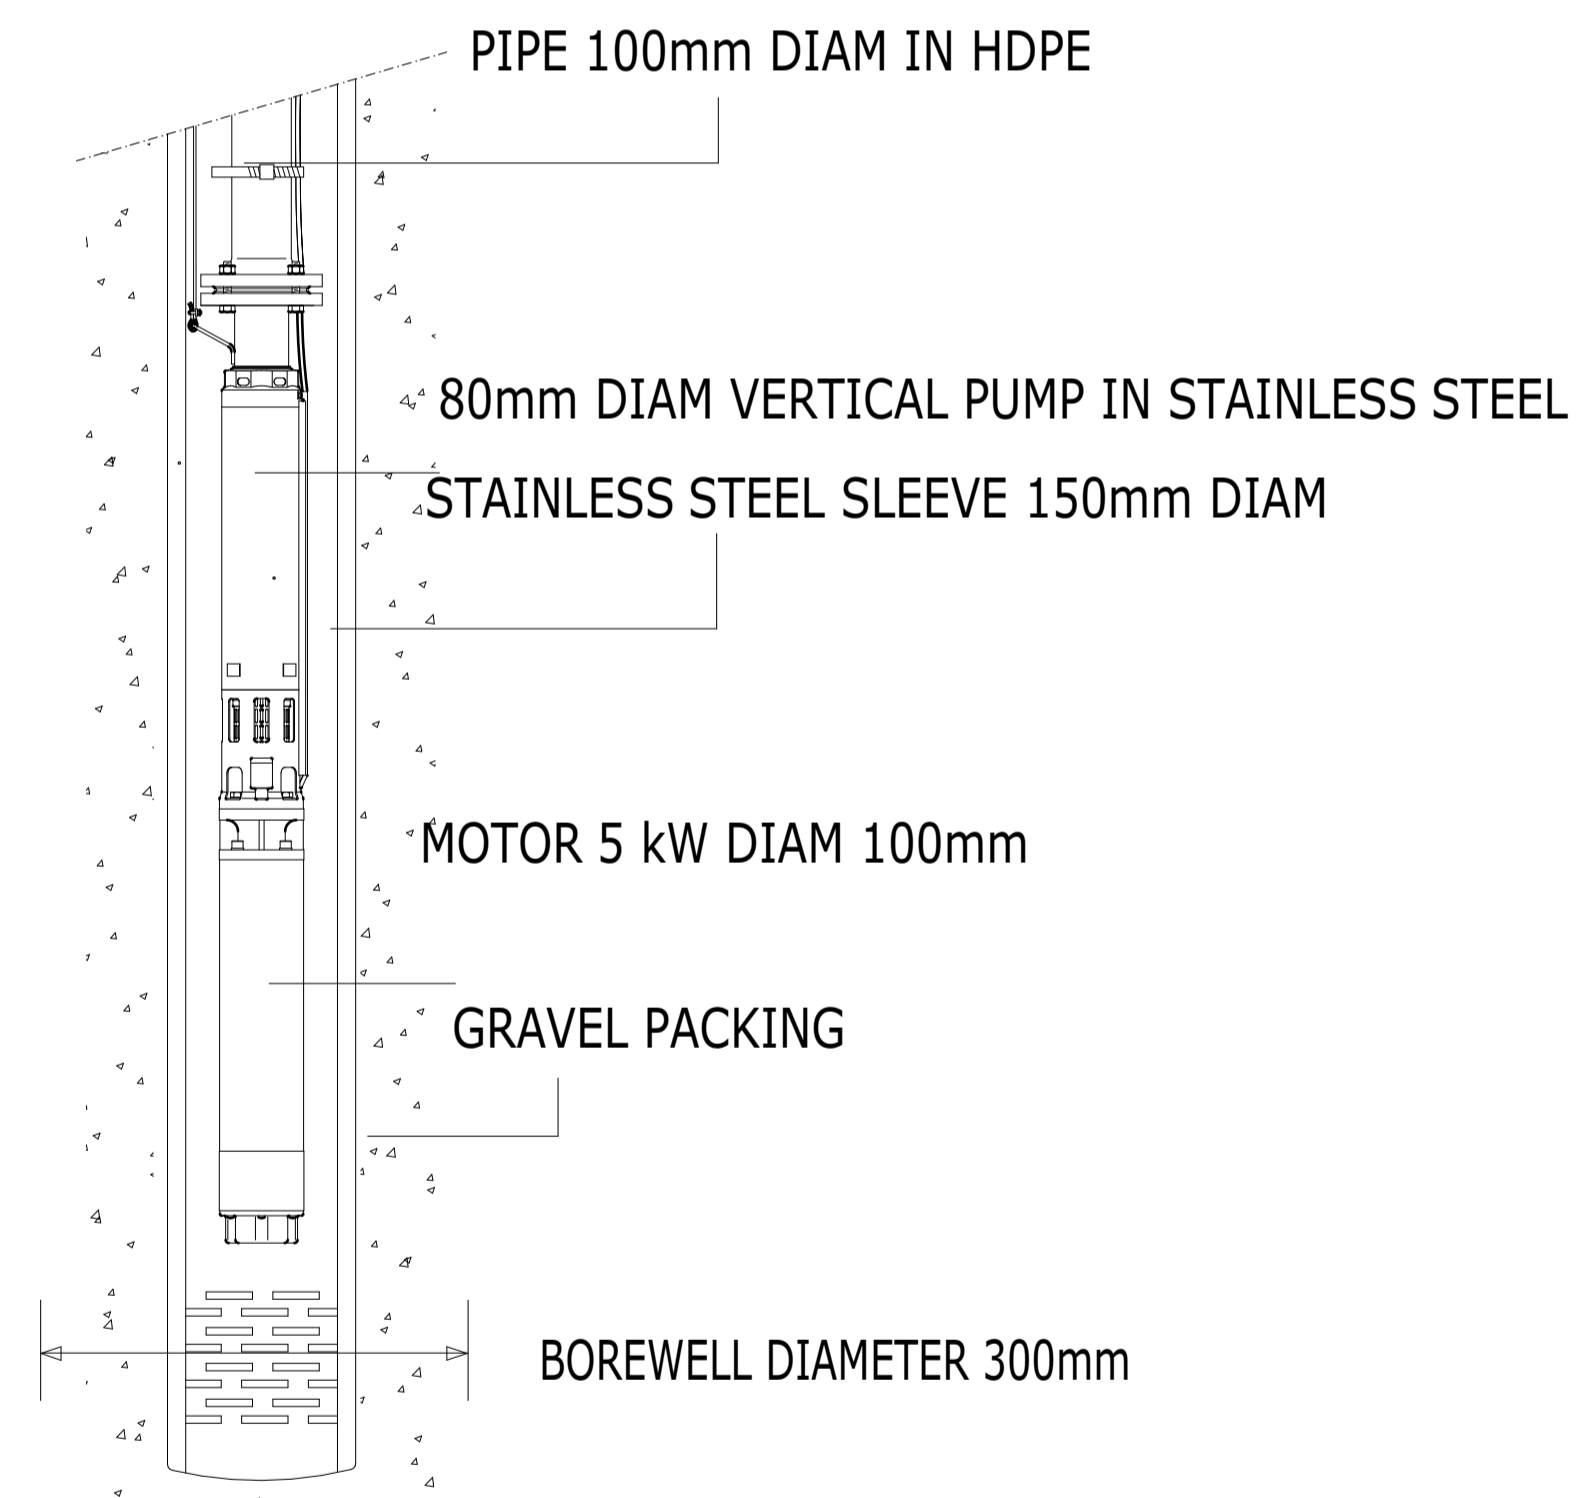 PIPE 100mm DIAM IN HDPE
80mm DIAM VERTICAL PUMP IN STAINLESS STEEL
STAINLESS STEEL SLEEVE 150mm DIAM
MOTOR 5 kW DIAM 100mm
GRAVEL PACKING
BOREWELL DIAMETER 300mm